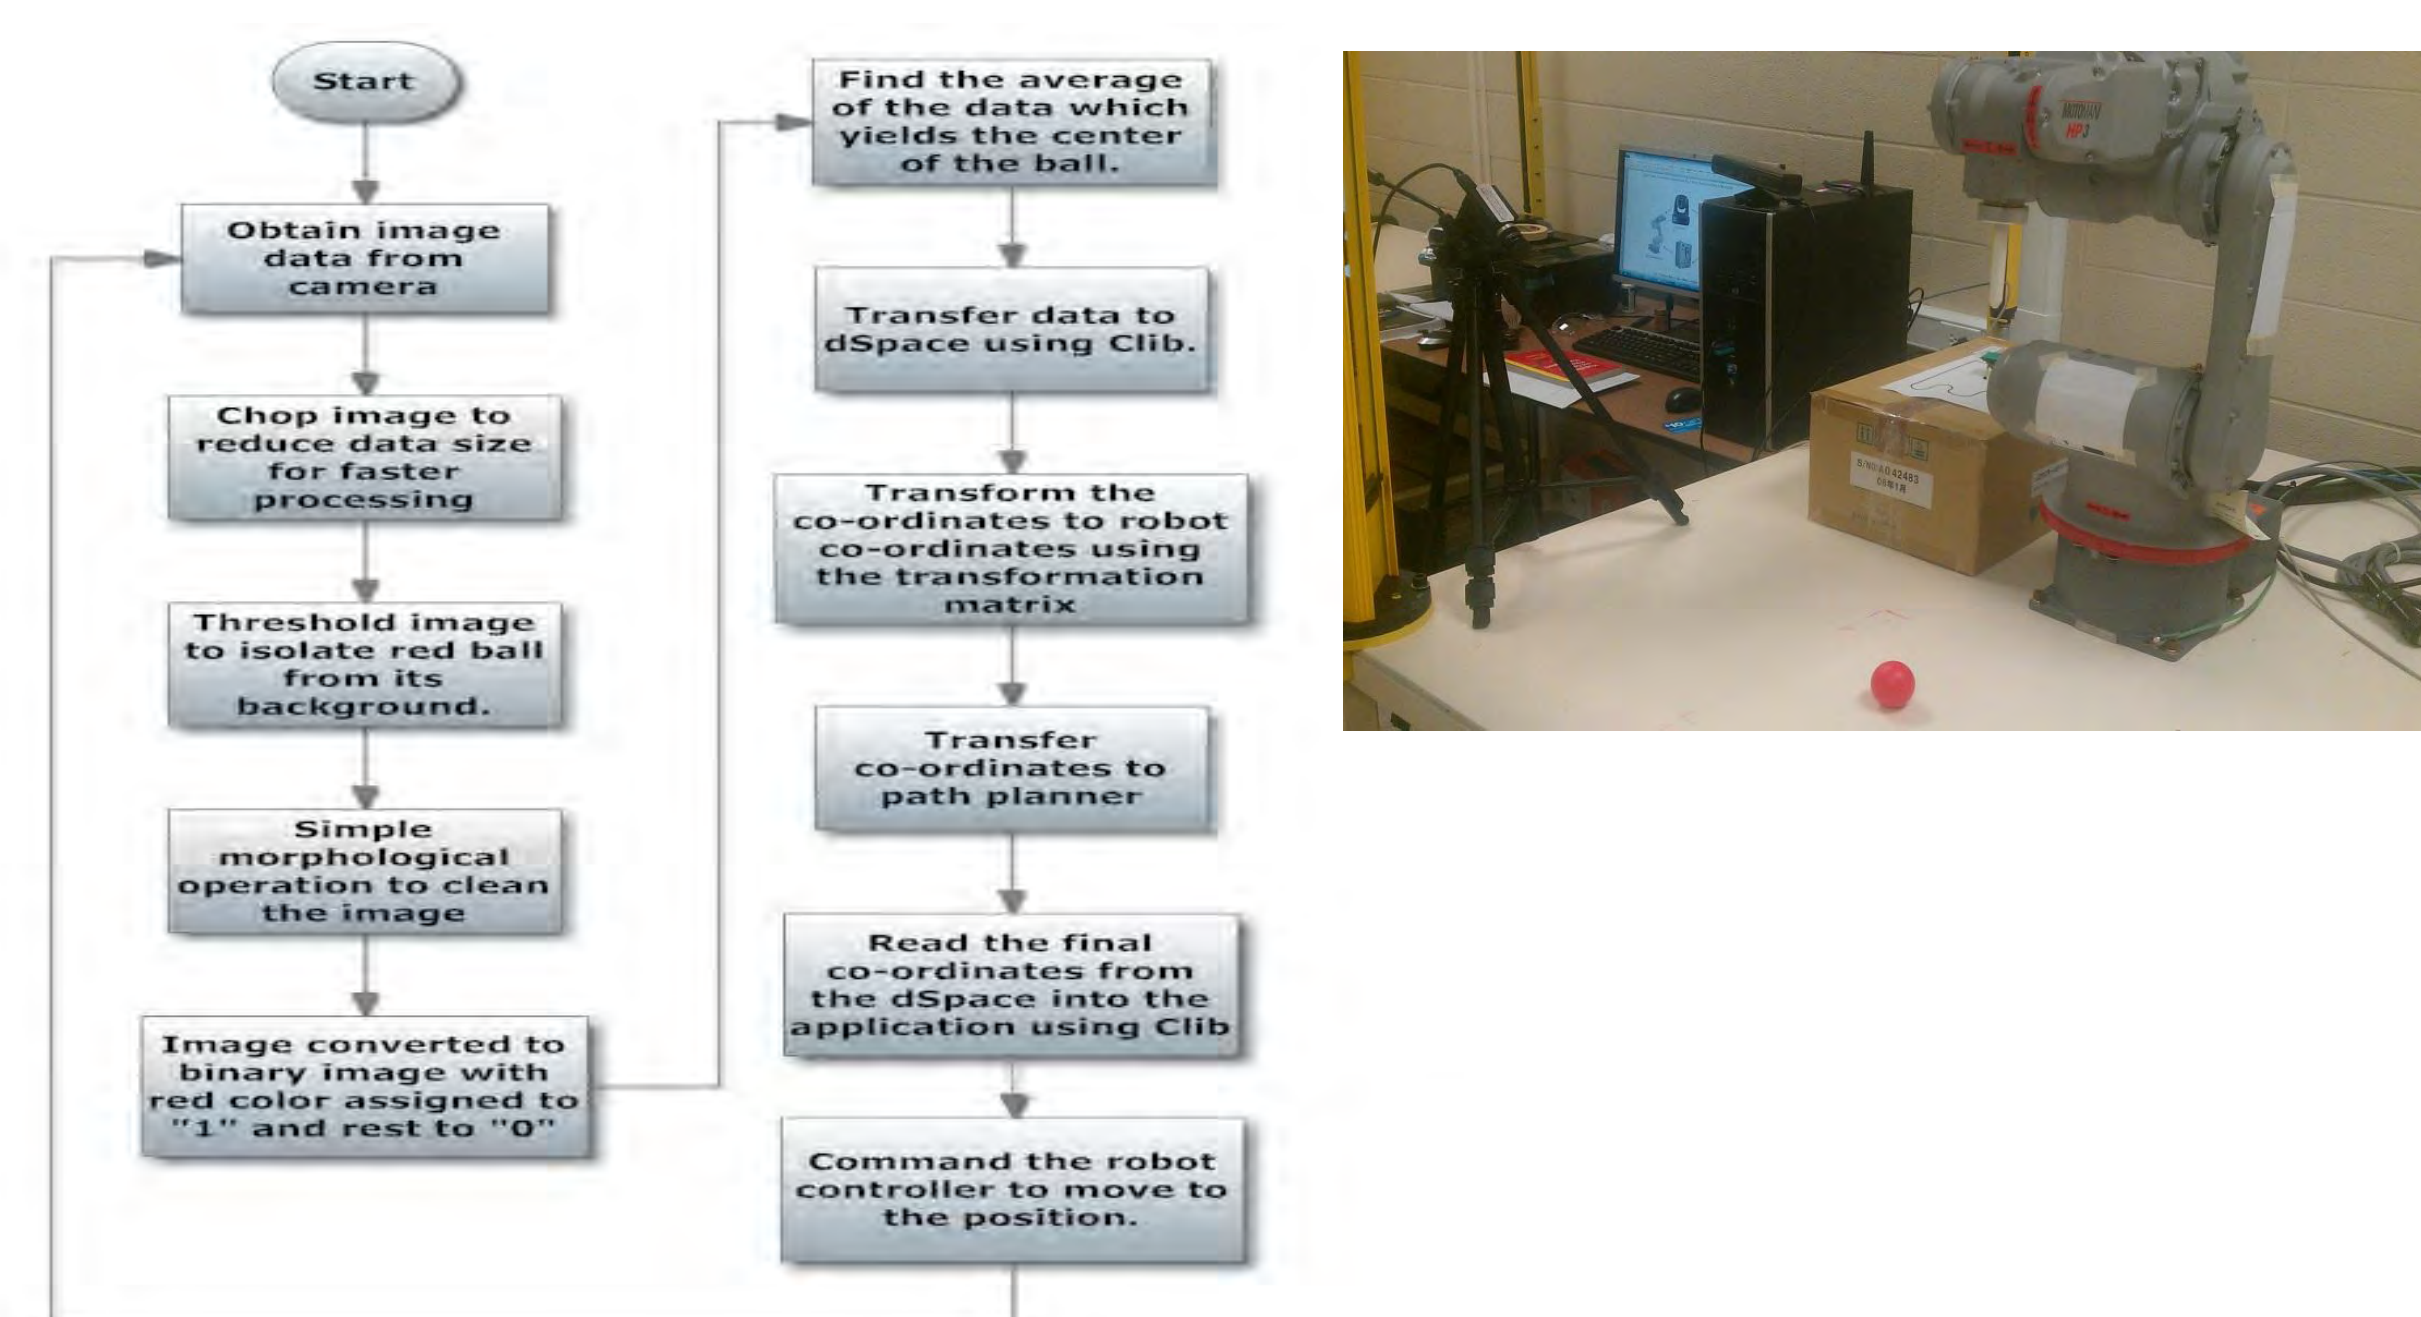 Start
Obtain image
data from
camera
Chop image to
reduce data size
for faster
processing
Threshold image
to isolate red ball
from its
background.
Simple
morphological
operation to clean
the image
Image converted to
binary image with
red color assigned to
"1" and rest to "0"
Find the average
of the data which
yields the center
of the ball.
Transfer data to
dSpace using Clib.
Transform the
co-ordinates to robot
co-ordinates using
the transformation
matrix
Transfer
co-ordinates to
path planner
Read the final
co-ordinates from
the dSpace into the
application using Clib
Command the robot
controller to move to
the position.
MOTOMAN
HP3
S/NO:A042483